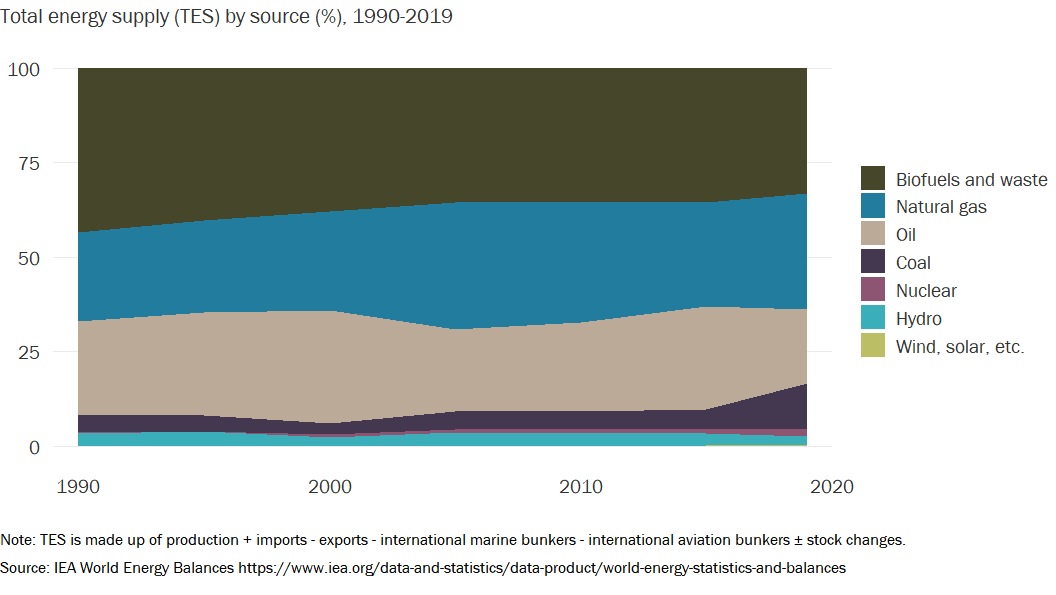 Total energy supply (TES) by source (%), 1990-2019
100
75
50
25
0
1990 2000 2010 2020
Biofuels and waste
Natural gas
Oil
Coal
Nuclear
Hydro
Wind, solar, etc.
Note: TES is made up of production + imports - exports - international marine bunkers - international aviation bunkers ± stock changes.
Source: IEA World Energy Balances https://www.iea.org/data-and-statistics/data-product/world-energy-statistics-and-balances